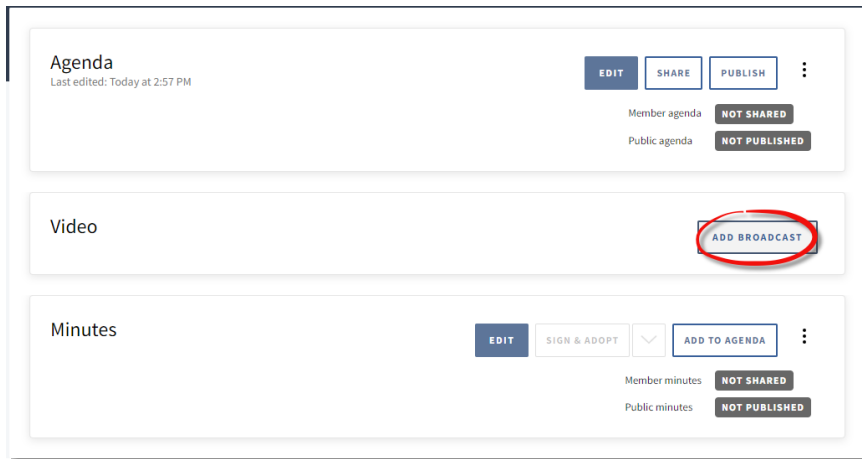 Agenda
Last edited: Today at 2:57 PM
EDIT SHARE PUBLISH
Member agenda NOT SHARED
Public agenda NOT PUBLISHED
Video
ADD BROADCAST
Minutes
EDIT SIGN & ADOPT ADD TO AGENDA
Member minutes NOT SHARED
Public minutes NOT PUBLISHED